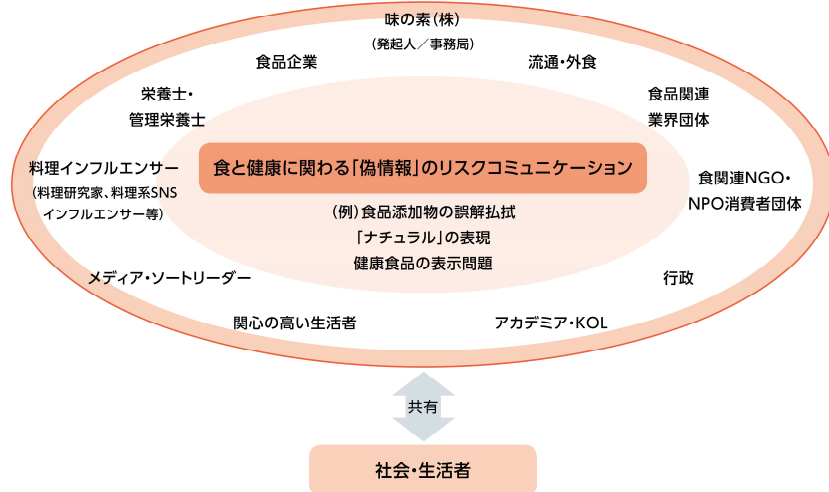 味の素(株)
(発起人／事務局)
食品企業
流通・外食
栄養士・
管理栄養士
食品関連
業界団体
料理インフルエンサー
(料理研究家、料理系SNS
インフルエンサー等)
食と健康に関わる「偽情報」のリスクコミュニケーション
食関連NGO・
NPO消費者団体
(例)食品添加物の誤解払拭
「ナチュラル」の表現
健康食品の表示問題
メディア・ソートリーダー
行政
関心の高い生活者
アカデミア・KOL
共有
社会・生活者